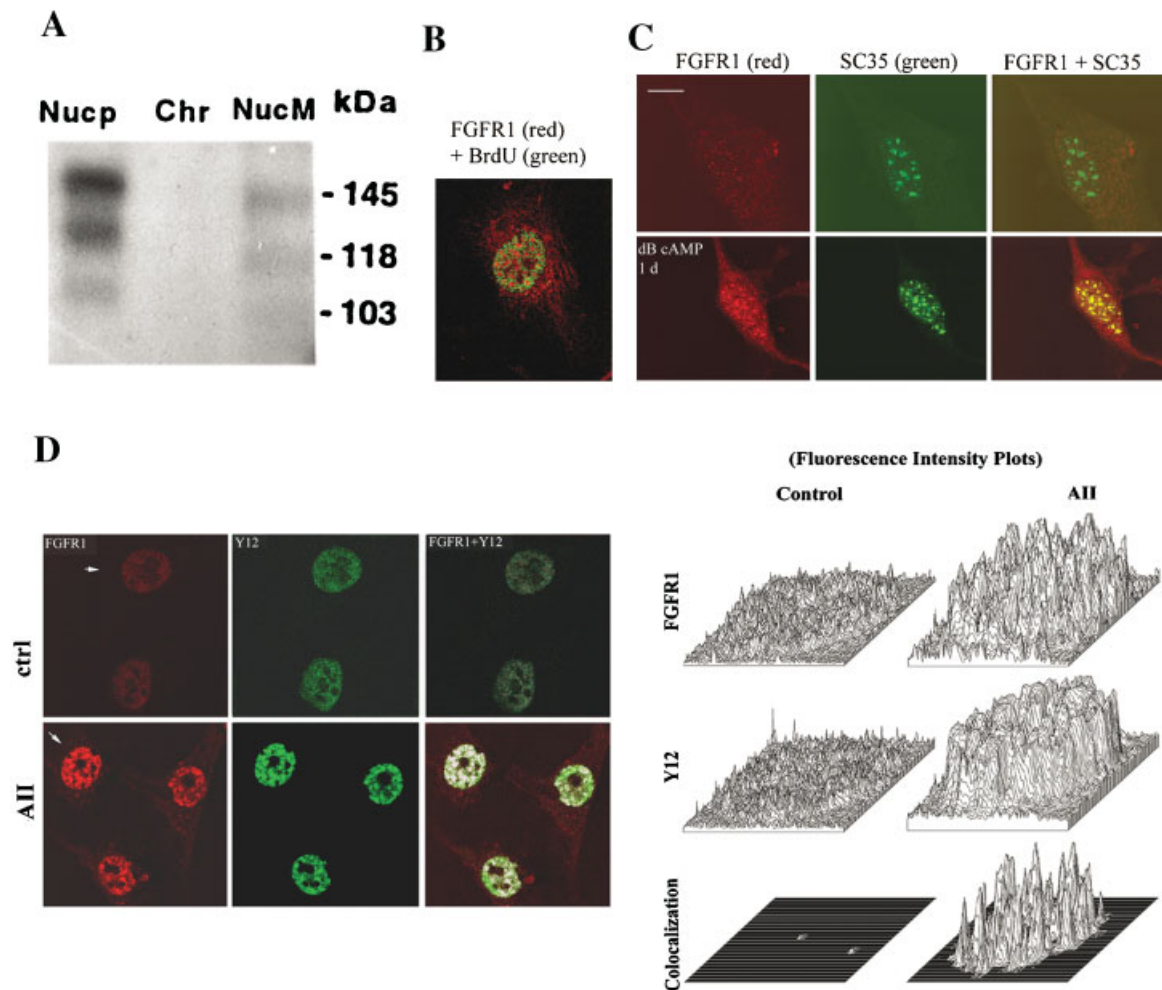 A
Nucp Chr NucM kDa
- 145
- 118
- 103
B
FGFR1 (red)
+ BrdU (green)
C
FGFR1 (red) SC35 (green) FGFR1 + SC35
dB cAMP
1 d
D
FGFR1 Y12 FGFR1+Y12
ctrl
AII
(Fluorescence Intensity Plots)
Control AII
FGFR1
Y12
Colocalization